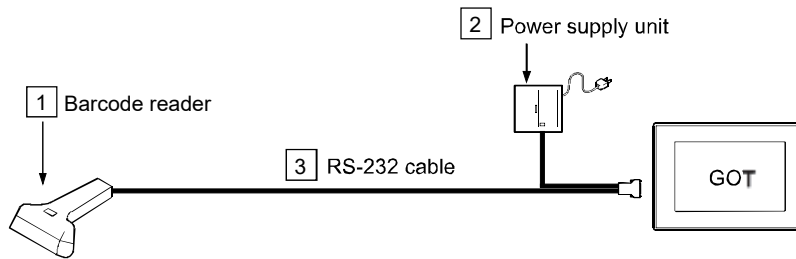 2 Power supply unit
1 Barcode reader
3 RS-232 cable
GOT